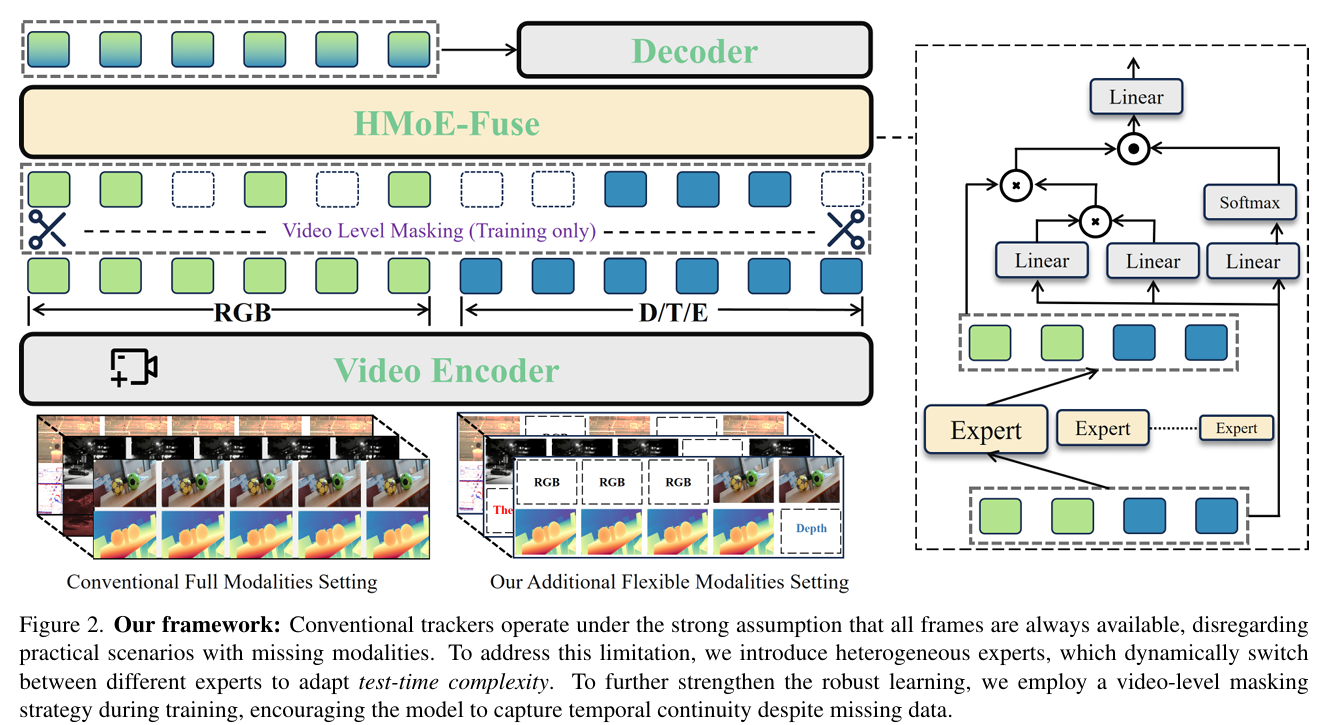 Decoder
HMoE-Fuse
Video Level Masking (Training only)
RGB
D/T/E
Video Encoder
RGB
RGB
RGB
The
Depth
Conventional Full Modalities Setting
Our Additional Flexible Modalities Setting
Linear
Softmax
Linear
Linear
Linear
Expert
Expert
Expert
Figure 2. Our framework: Conventional trackers operate under the strong assumption that all frames are always available, disregarding
practical scenarios with missing modalities. To address this limitation, we introduce heterogeneous experts, which dynamically switch
between different experts to adapt test-time complexity. To further strengthen the robust learning, we employ a video-level masking
strategy during training, encouraging the model to capture temporal continuity despite missing data.